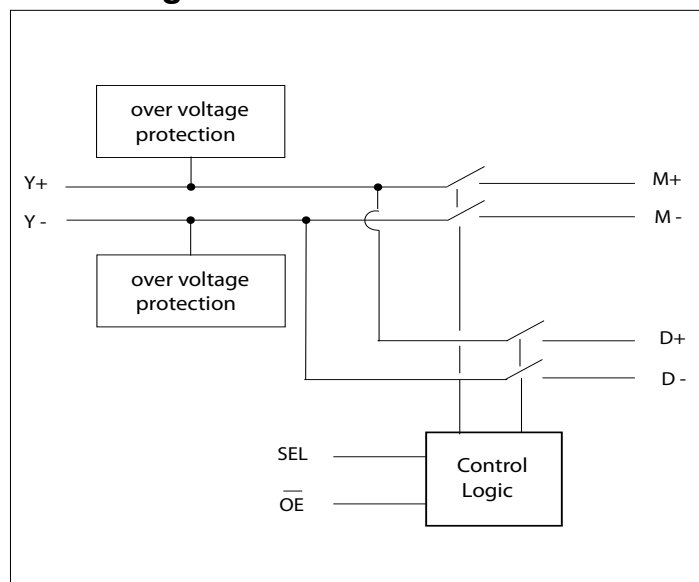 over voltage
protection
Y+
M+
Y -
M -
over voltage
protection
D+
D -
SEL
Control
Logic
OE